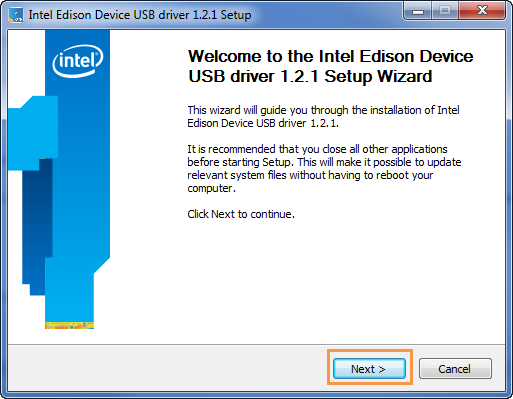 Intel Edison Device USB driver 1.2.1 Setup
intel
Welcome to the Intel Edison Device
USB driver 1.2.1 Setup Wizard
This wizard will guide you through the installation of Intel
Edison Device USB driver 1.2.1.
It is recommended that you close all other applications
before starting Setup. This will make it possible to update
relevant system files without having to reboot your
computer.
Click Next to continue.
Next >
Cancel